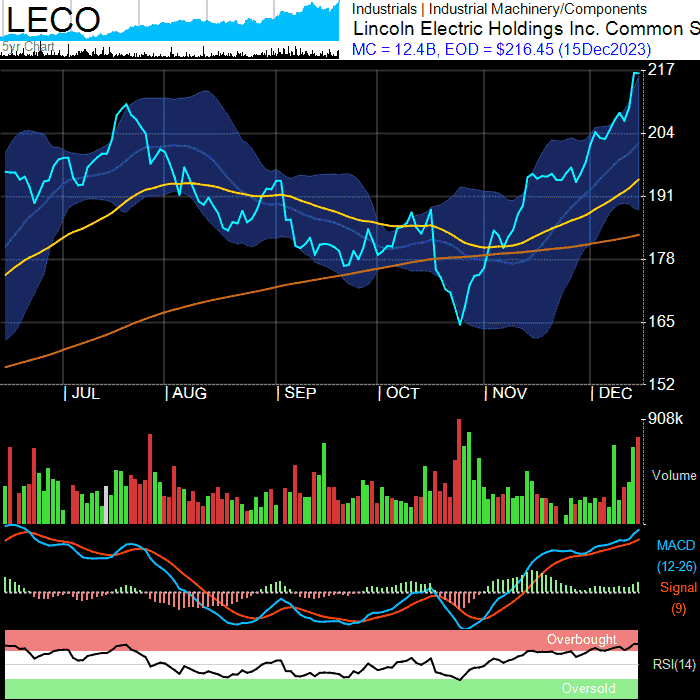 LECO
5yr Chart
Industrials | Industrial Machinery/Components
Lincoln Electric Holdings Inc. Common S
MC = 12.4B, EOD = $216.45 (15Dec2023)
217
204
191
178
165
152
| JUL | AUG | SEP | OCT | NOV | DEC
908k
Volume
MACD
(12-26)
Signal
(9)
Overbought
RSI(14)
Oversold